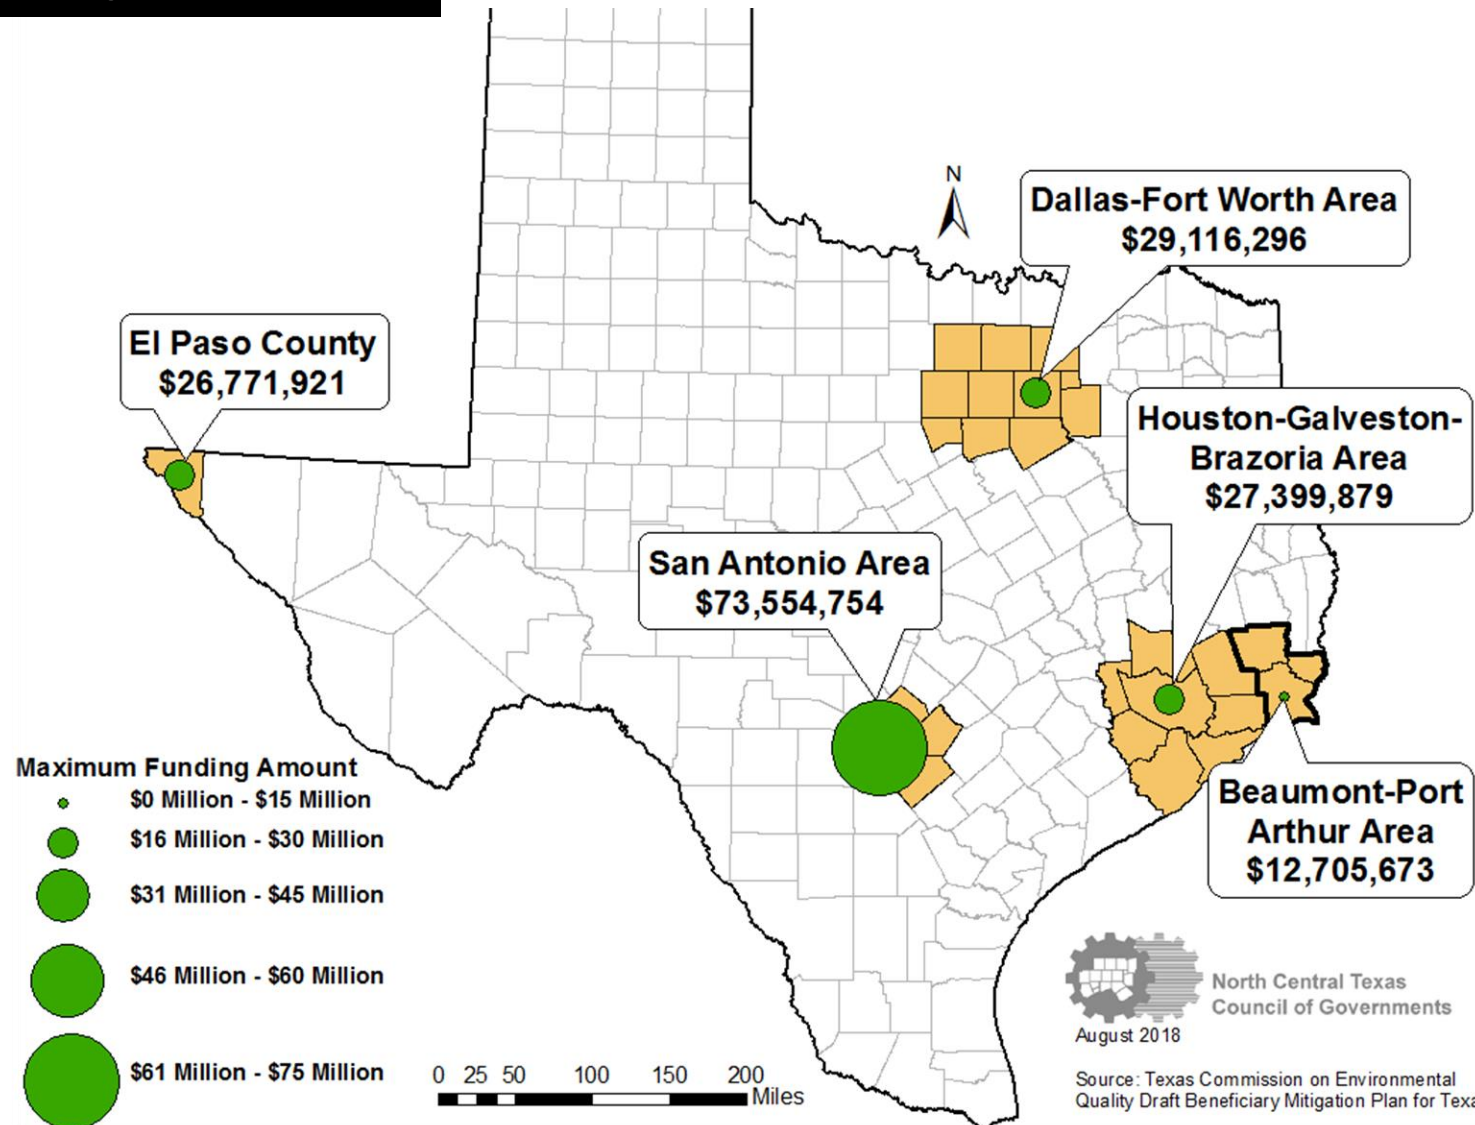 N
Dallas-Fort Worth Area
$29,116,296
El Paso County
$26,771,921
Houston-Galveston-
Brazoria Area
$27,399,879
San Antonio Area
$73,554,754
Beaumont-Port
Arthur Area
$12,705,673
Maximum Funding Amount
$0 Million - $15 Million
$16 Million - $30 Million
$31 Million - $45 Million
$46 Million - $60 Million
$61 Million - $75 Million
0 25 50 100 150 200
Miles
North Central Texas
Council of Governments
August 2018
Source: Texas Commission on Environmental
Quality Draft Beneficiary Mitigation Plan for